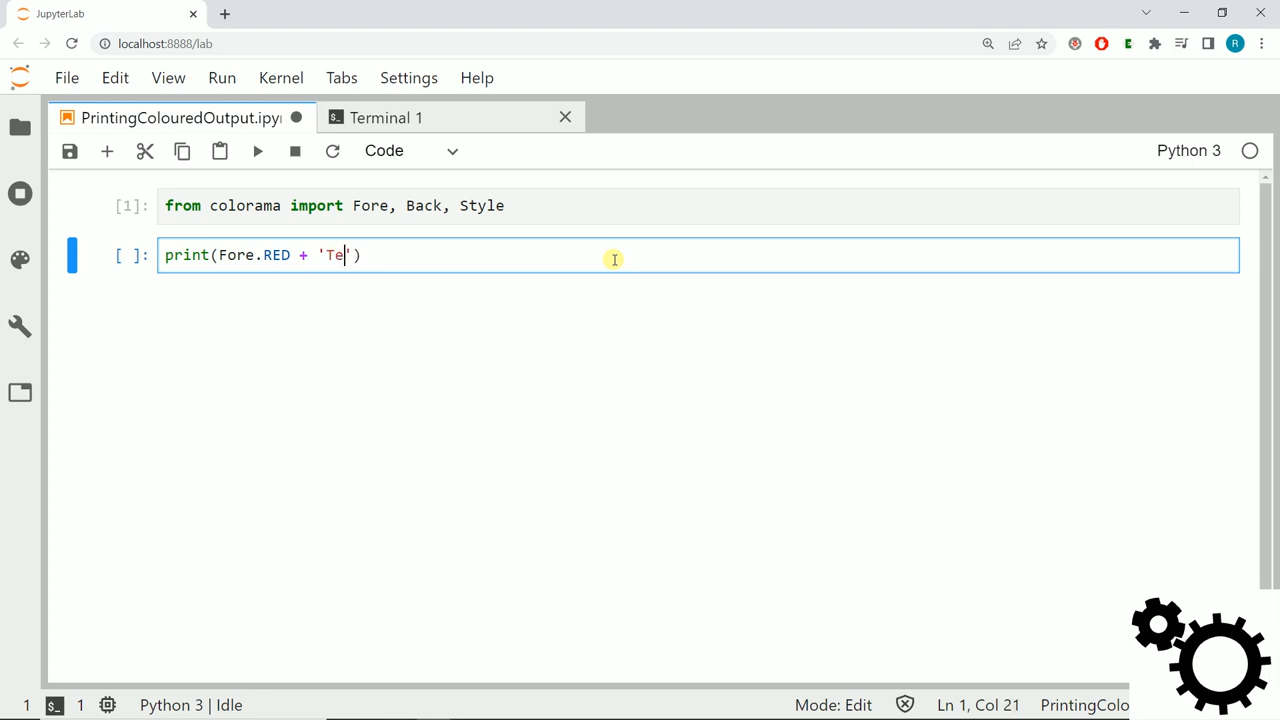 JupyterLab
localhost:8888/lab
R
File Edit View Run Kernel Tabs Settings Help
PrintingColouredOutput.ipy
Terminal 1
Code
Python 3
[1]: from colorama import Fore, Back, Style
[ ]: print(Fore.RED + 'Te')
1 1 Python 3 | Idle
Mode: Edit Ln 1, Col 21 PrintingColo